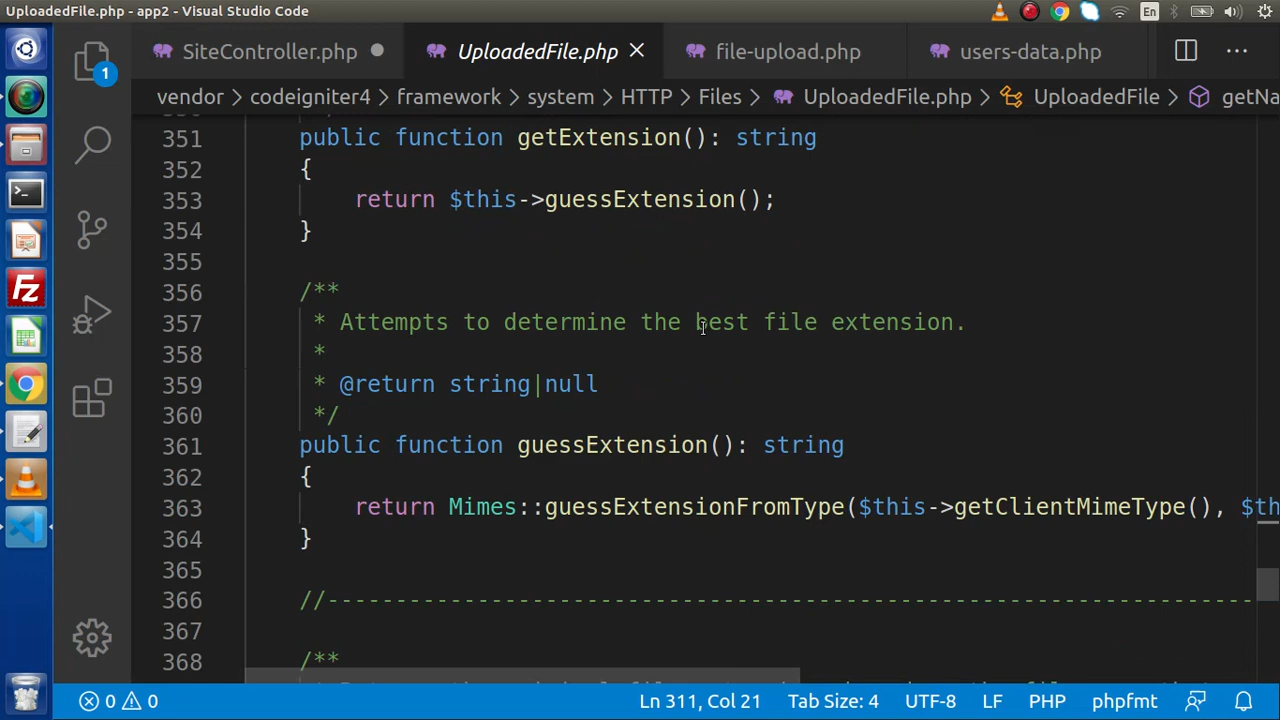 UploadedFile.php - app2 - Visual Studio Code
En
1
SiteController.php UploadedFile.php file-upload.php users-data.php
vendor > codeigniter4 > framework > system > HTTP > Files > UploadedFile.php > UploadedFile > getNa
351 public function getExtension(): string
352 {
353 return $this->guessExtension();
354 }
355
356 /**
357 * Attempts to determine the best file extension.
358 *
359 * @return string|null
360 */
361 public function guessExtension(): string
362 {
363 return Mimes::guessExtensionFromType($this->getClientMimeType(), $th
364 }
365
366 //--------------------------------------------------------------------
367
368 /**
0 0 Ln 311, Col 21 Tab Size: 4 UTF-8 LF PHP phpfmt